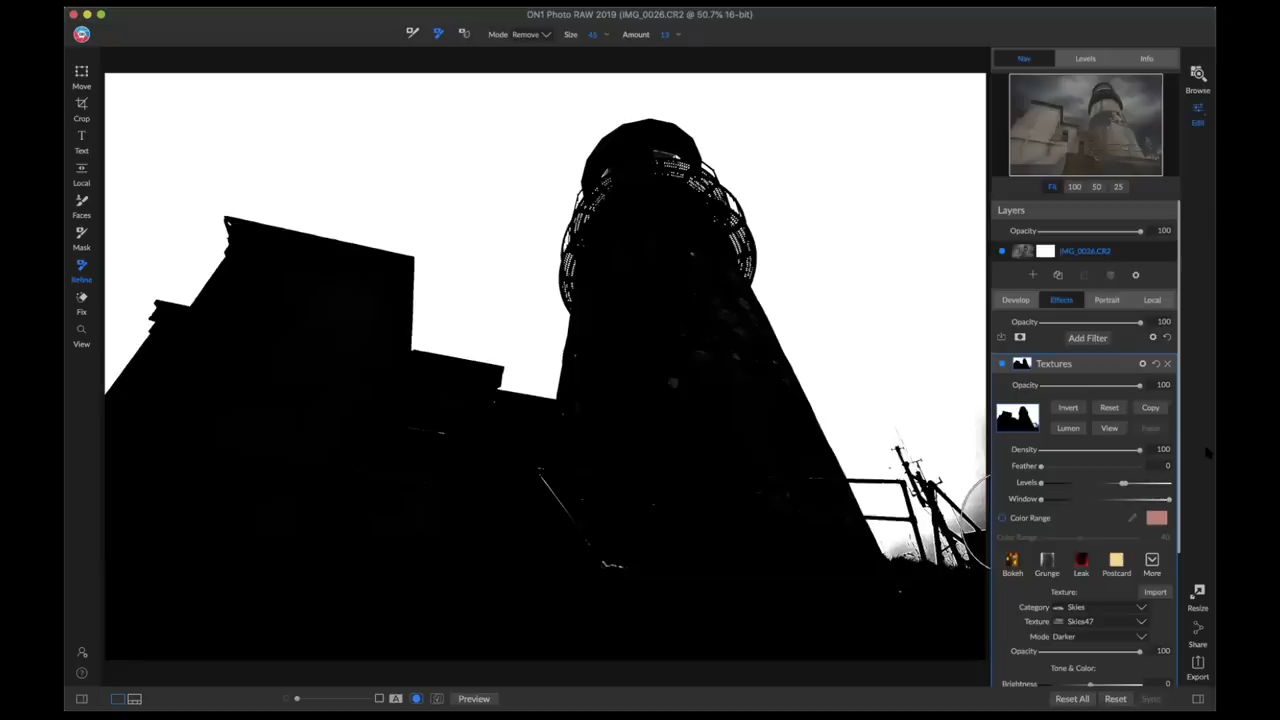 ON1 Photo RAW 2019 (IMG_0026.CR2 @ 50.7% 16-bit)
Mode Remove Size 45 Amount 13
Move
Crop
Text
Local
Faces
Mask
Refine
Fix
View
Nav Levels Info
Fit 100 50 25
Layers
Opacity 100
IMG_0026.CR2
Develop Effects Portrait Local
Opacity 100
Add Filter
Textures
Opacity 100
Invert Reset Copy
Lumen View Paste
Density 100
Feather 0
Levels
Window
Color Range
Color Range 40
Bokeh Grunge Leak Postcard More
Texture: Import
Category Skies
Texture Skies47
Mode Darker
Opacity 100
Tone & Color:
Brightness 0
Browse
Edit
Resize
Share
Export
A Preview
Reset All Reset Sync